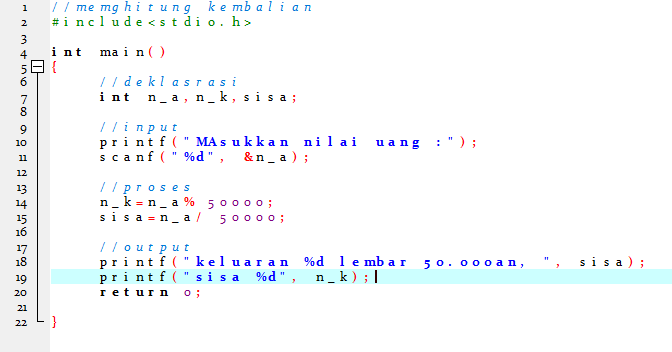 1 //memghitung kembalian
2 #include<stdio.h>
3
4 int main()
5 {
6 //deklasrasi
7 int n_a,n_k,sisa;
8
9 //input
10 printf("MAsukkan nilai uang :");
11 scanf("%d", &n_a);
12
13 //proses
14 n_k=n_a% 50000;
15 sisa=n_a/ 50000;
16
17 //output
18 printf("keluaran %d lembar 50.000an, ", sisa);
19 printf("sisa %d", n_k);
20 return 0;
21
22 }